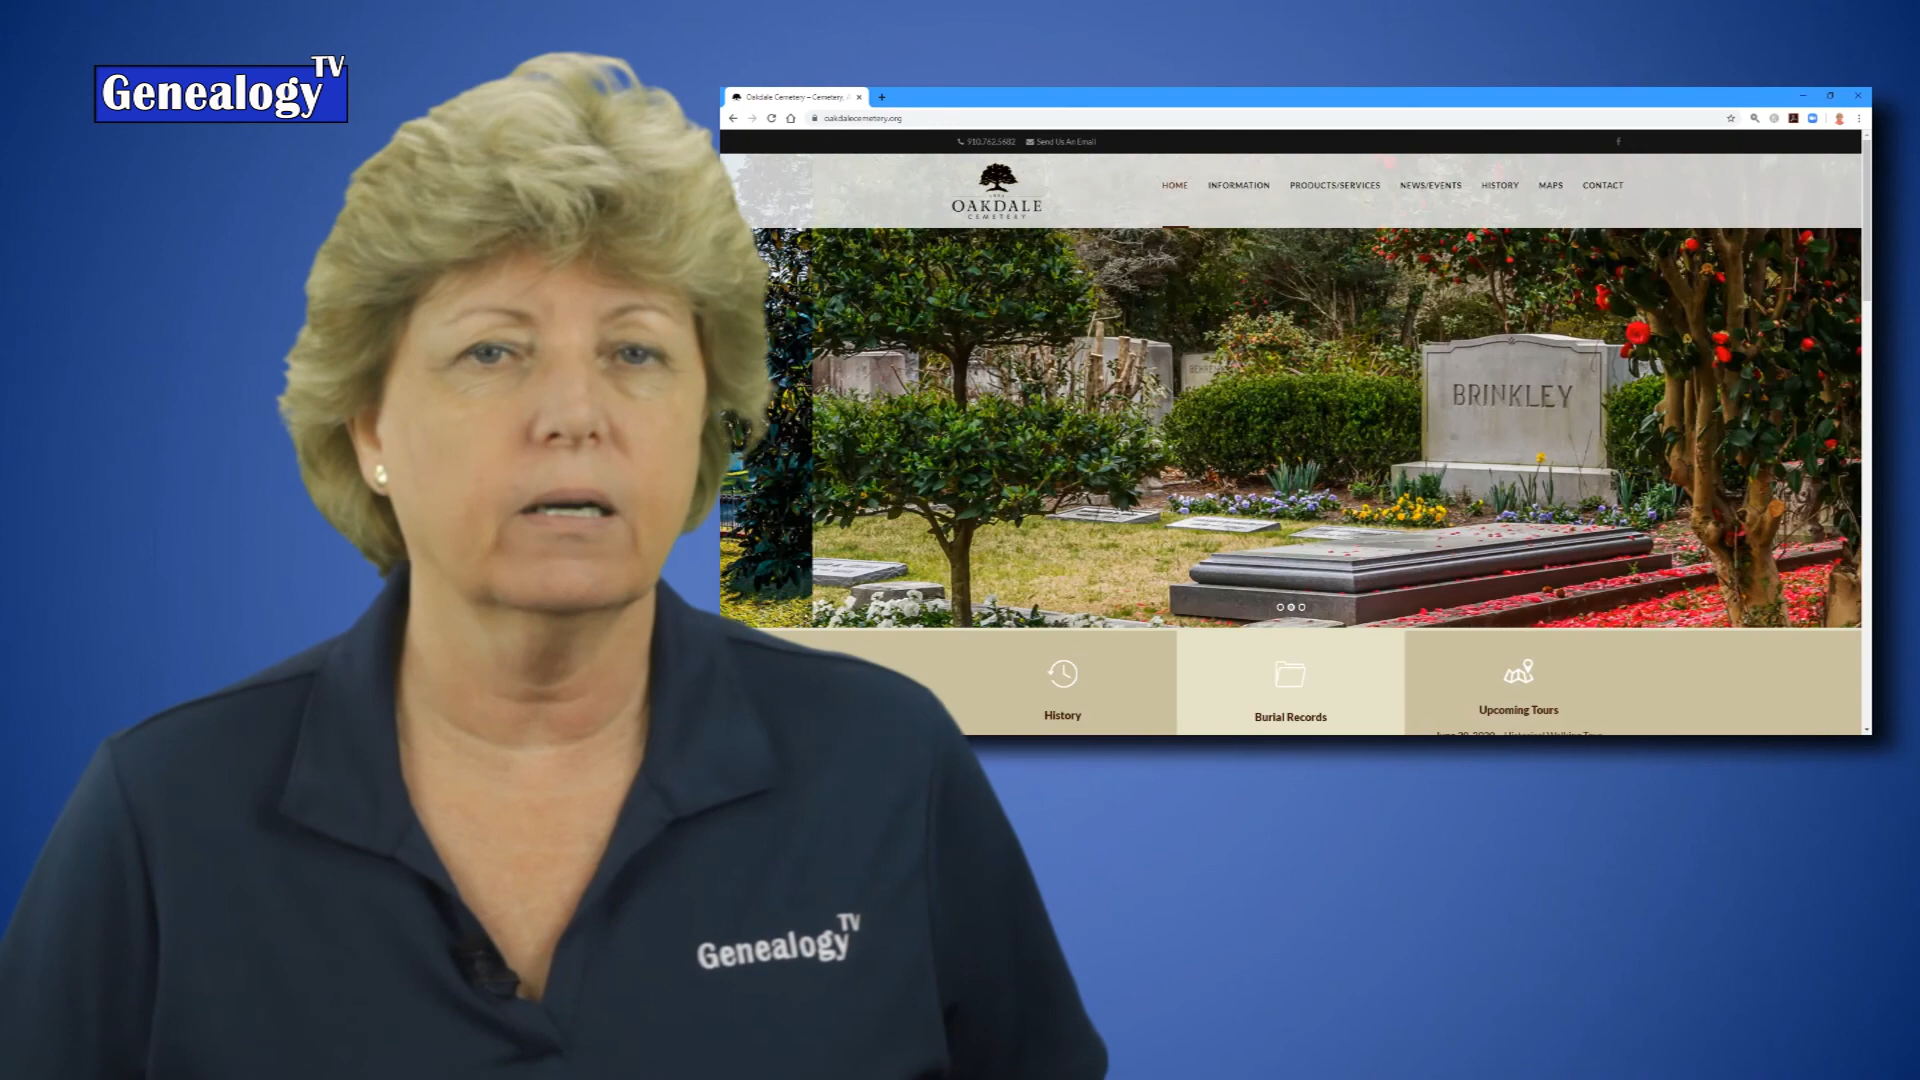 Genealogy TV
Oakdale Cemetery – Cemetery, A
oakdalecemetery.org
910.762.5682 Send Us An Email
OAKDALE
CEMETERY
HOME INFORMATION PRODUCTS/SERVICES NEWS/EVENTS HISTORY MAPS CONTACT
BRINKLEY
History
Burial Records
Upcoming Tours
Genealogy TV